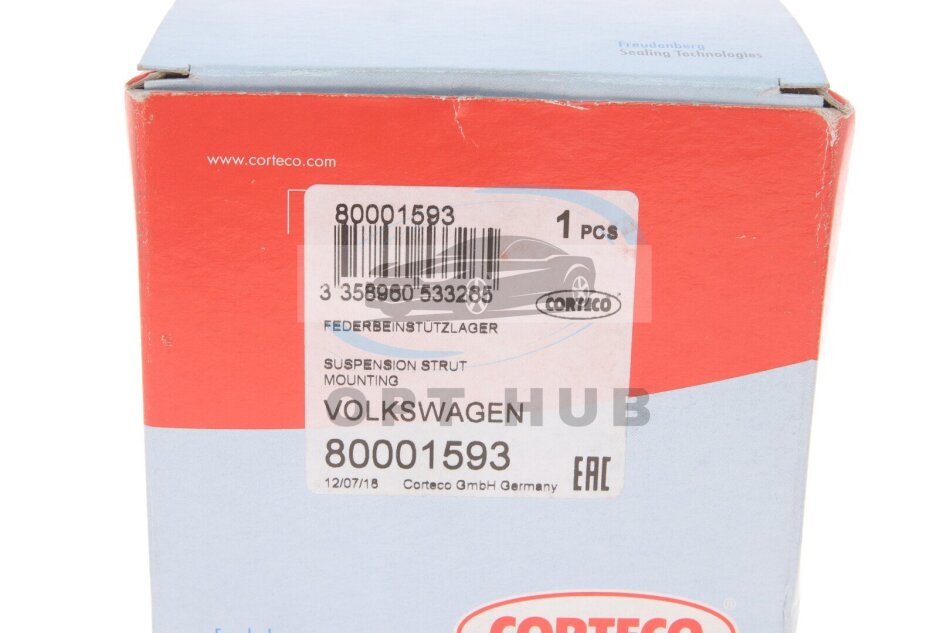 Freudenberg
Sealing Technologies
www.corteco.com
80001593
1 PCS
3 358960 533285
CORTECO
FEDERBEINSTÜTZLAGER
SUSPENSION STRUT
MOUNTING
OPT HUB
VOLKSWAGEN
80001593
12/07/18 Corteco GmbH Germany
EAC
CORTECO
®